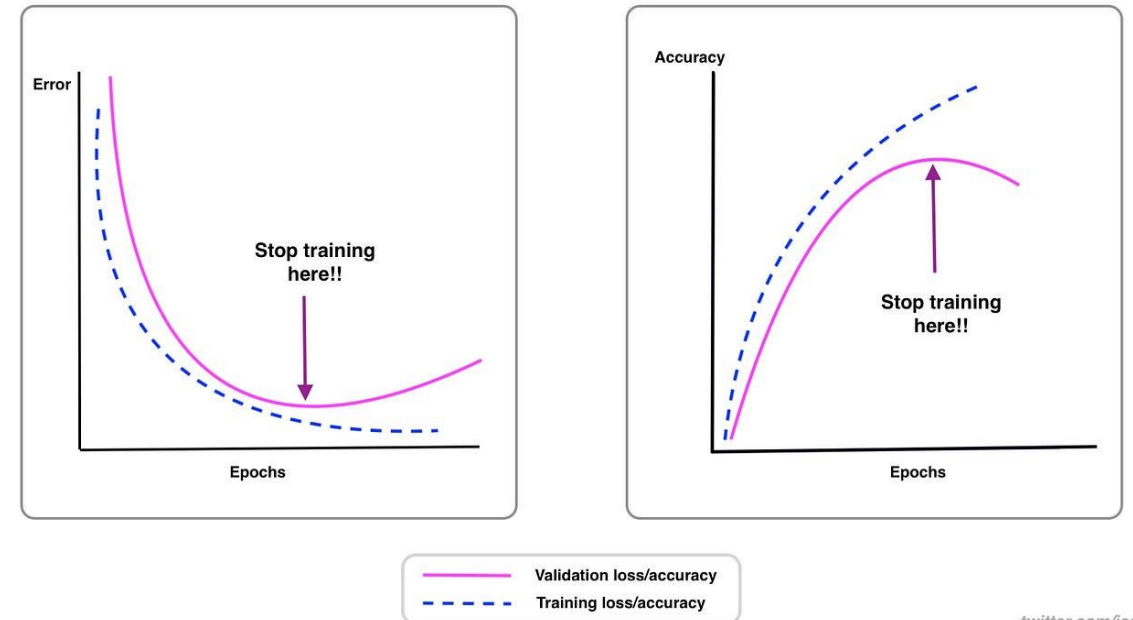 Error
Stop training
here!!
Epochs
Accuracy
Stop training
here!!
Epochs
Validation loss/accuracy
Training loss/accuracy